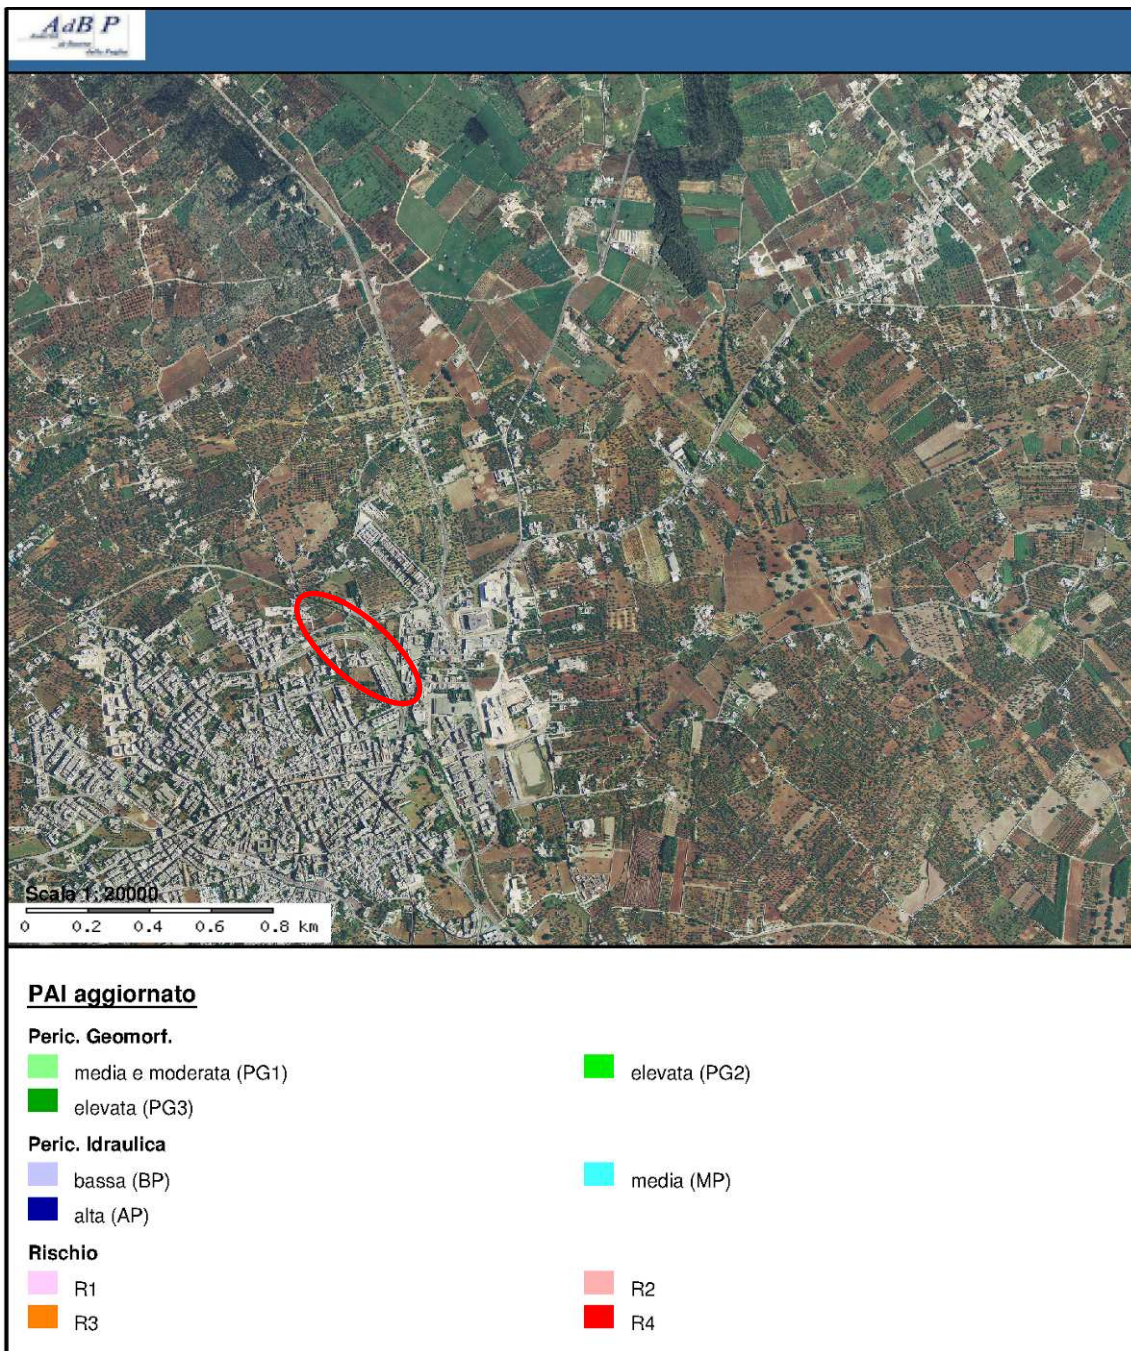 AdB P
della Puglia
Scala 1: 20000
0 0.2 0.4 0.6 0.8 km
PAI aggiornato
Peric. Geomorf.
media e moderata (PG1)
elevata (PG2)
elevata (PG3)
Peric. Idraulica
bassa (BP)
media (MP)
alta (AP)
Rischio
R1
R2
R3
R4